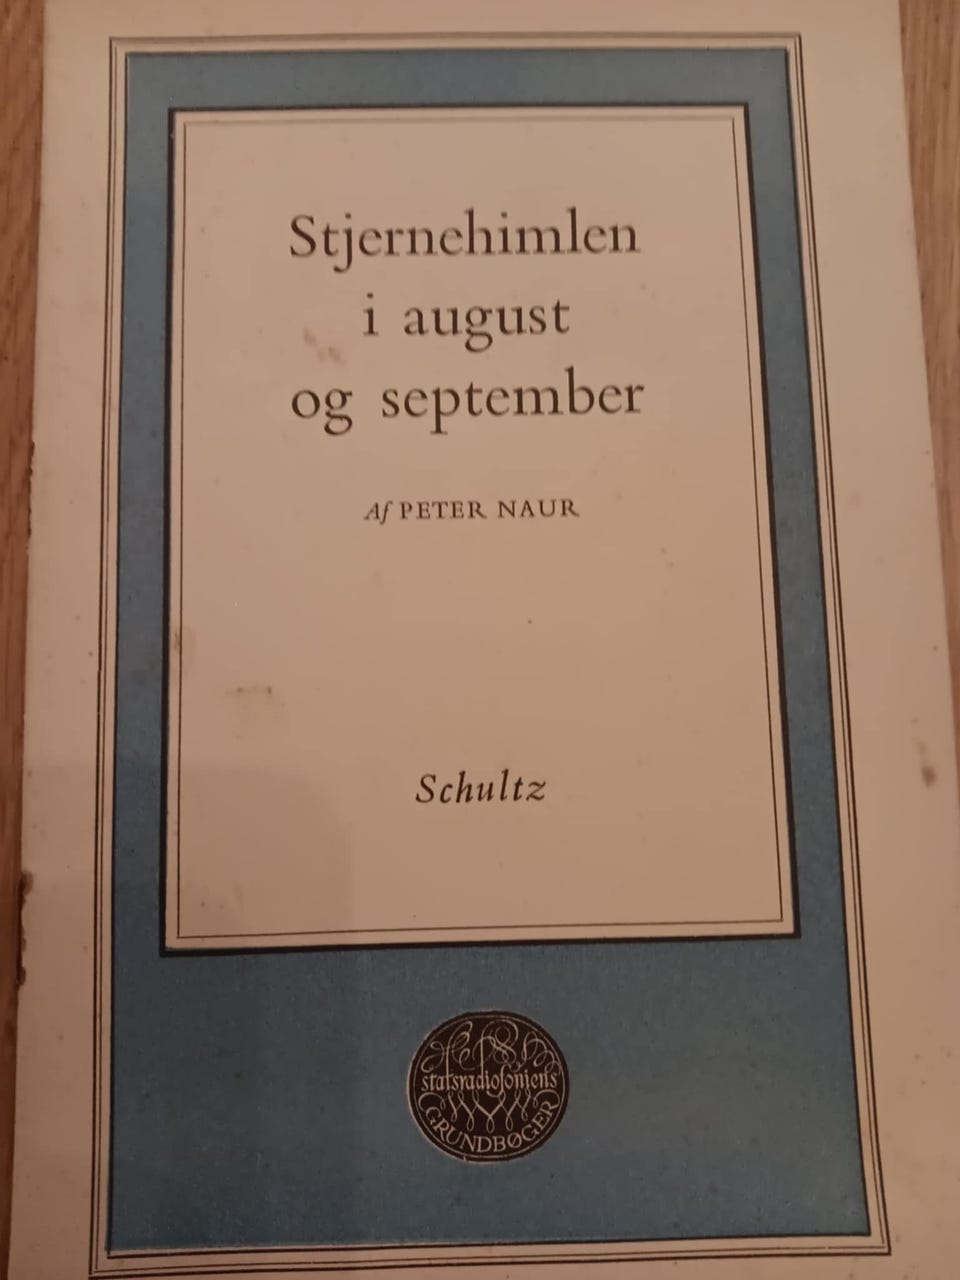 Stjernehimlen
i august
og september
Af PETER NAUR
Schultz
statsradiofoniens
GRUNDBØGER